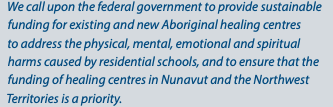 We call upon the federal government to provide sustainable
funding for existing and new Aboriginal healing centres
to address the physical, mental, emotional and spiritual
harms caused by residential schools, and to ensure that the
funding of healing centres in Nunavut and the Northwest
Territories is a priority.